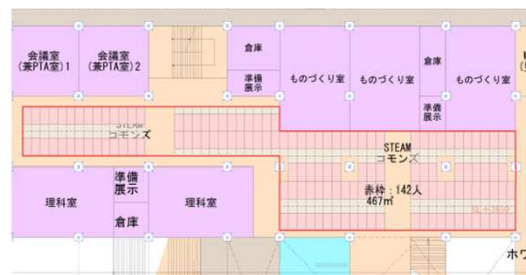 会議室
(兼PTA室)1
会議室
(兼PTA室)2
倉庫
準備
展示
ものづくり室
ものづくり室
倉庫
準備
展示
ものづくり室
STEAM
コモンズ
STEAM
コモンズ
赤枠：142人
467㎡
理科室
準備
展示
倉庫
理科室
ホワ